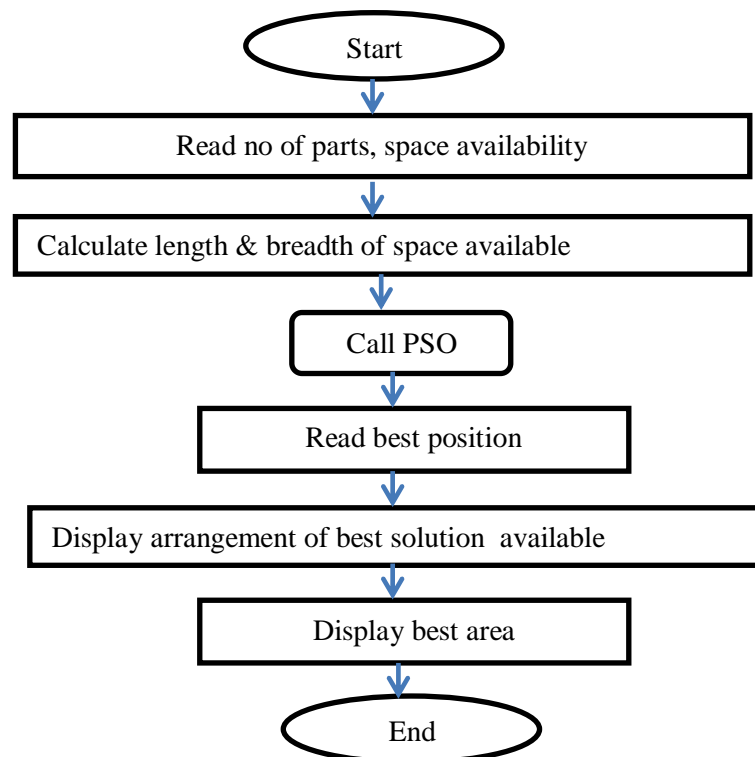 Start
Read no of parts, space availability
Calculate length & breadth of space available
Call PSO
Read best position
Display arrangement of best solution  available
Display best area
End